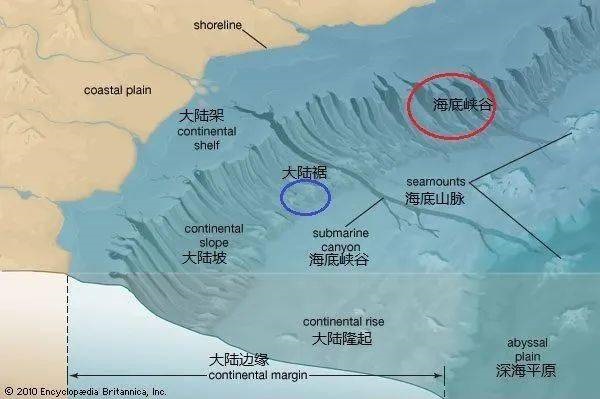 shoreline
coastal plain
大陆架
continental
shelf
海底峡谷
大陆裾
seamounts
海底山脉
continental
slope
大陆坡
submarine
canyon
海底峡谷
continental rise
大陆隆起
abyssal
plain
深海平原
大陆边缘
continental margin
© 2010 Encyclopædia Britannica, Inc.